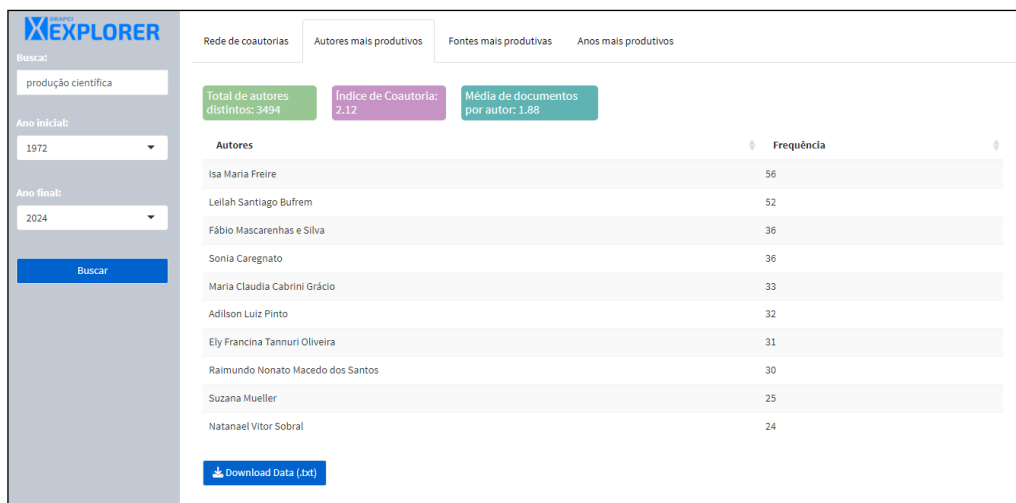 BRAPCI
XEXPLORER
Busca:
produção científica
Ano inicial:
1972
Ano final:
2024
Buscar
Rede de coautorias
Autores mais produtivos
Fontes mais produtivas
Anos mais produtivos
Total de autores
distintos: 3494
Índice de Coautoria:
2.12
Média de documentos
por autor: 1.88
Autores Frequência
Isa Maria Freire 56
Leilah Santiago Bufrem 52
Fábio Mascarenhas e Silva 36
Sonia Caregnato 36
Maria Claudia Cabrini Grácio 33
Adilson Luiz Pinto 32
Ely Francina Tannuri Oliveira 31
Raimundo Nonato Macedo dos Santos 30
Suzana Mueller 25
Natanael Vitor Sobral 24
Download Data (.txt)